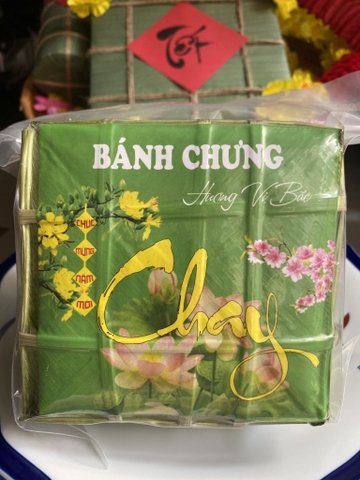 Tết
BÁNH CHƯNG
Hương Vị Bắc
CHÚC
MỪNG
NĂM
MỚI
Chay